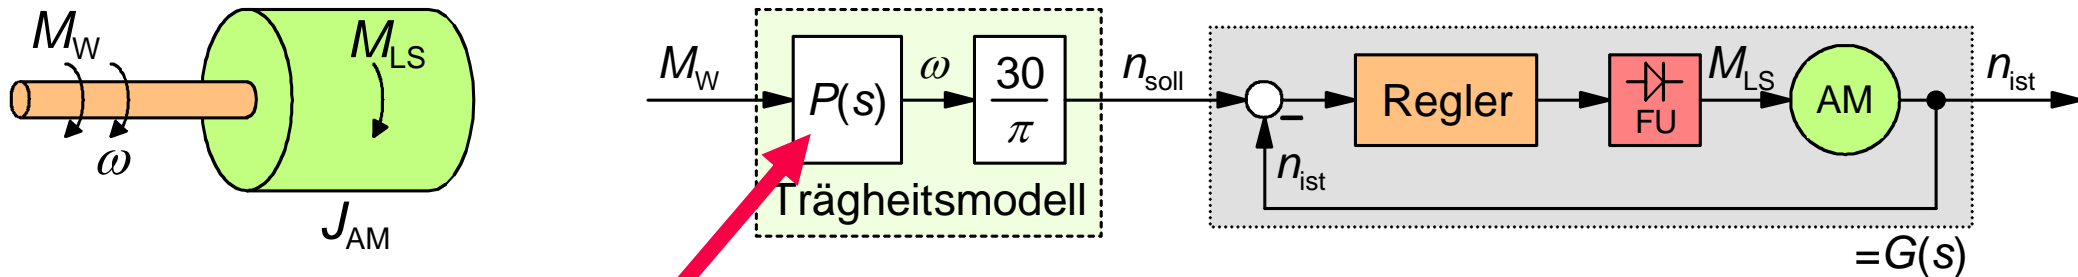 M_W
M_LS
ω
J_AM
M_W
P(s)
ω
30
π
Trägheitsmodell
n_soll
−
n_ist
Regler
FU
M_LS
AM
n_ist
=G(s)